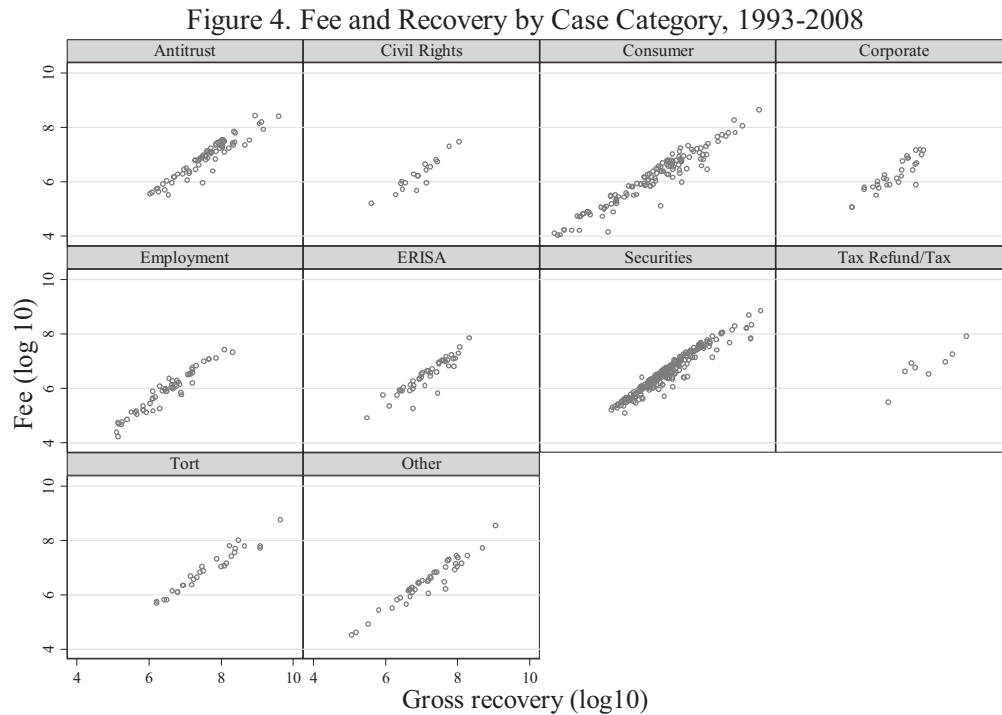 Figure 4. Fee and Recovery by Case Category, 1993-2008
Antitrust
Civil Rights
Consumer
Corporate
4 6 8 10
Employment
ERISA
Securities
Tax Refund/Tax
4 6 8 10
Fee (log 10)
Tort
Other
4 6 8 10
4 6 8 10 4 6 8 10
Gross recovery (log10)